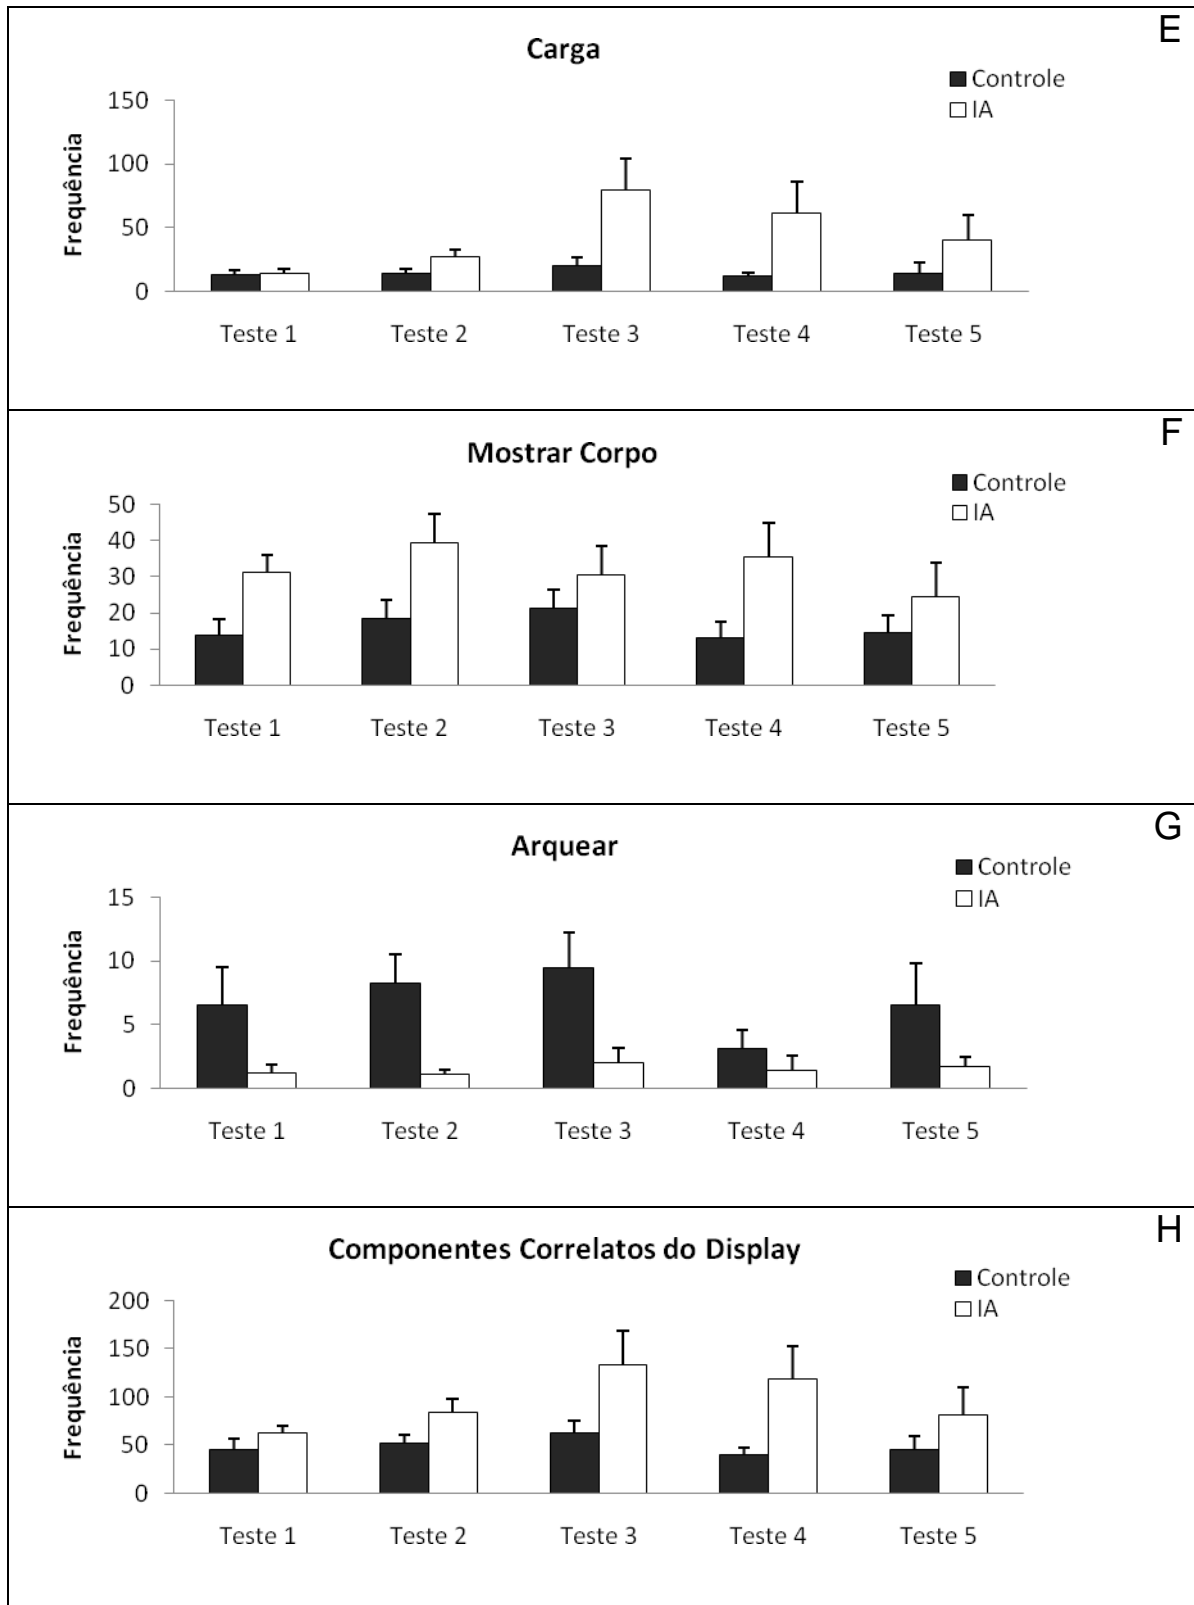 E
Carga
Controle
IA
150
100
50
0
Frequência
Teste 1 Teste 2 Teste 3 Teste 4 Teste 5
F
Mostrar Corpo
Controle
IA
50
40
30
20
10
0
Frequência
Teste 1 Teste 2 Teste 3 Teste 4 Teste 5
G
Arquear
Controle
IA
15
10
5
0
Frequência
Teste 1 Teste 2 Teste 3 Teste 4 Teste 5
H
Componentes Correlatos do Display
Controle
IA
200
150
100
50
0
Frequência
Teste 1 Teste 2 Teste 3 Teste 4 Teste 5